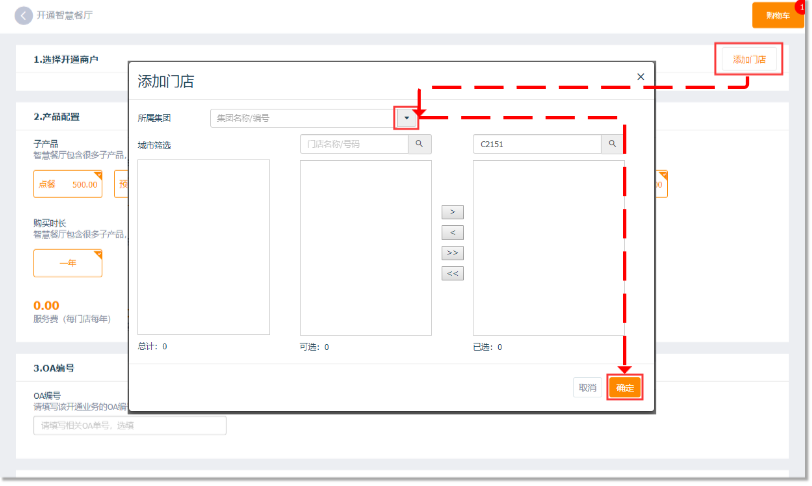 开通智慧餐厅
购物车
1
1.选择开通商户
添加门店
添加门店
×
所属集团
集团名称/编号
城市筛选
门店名称/号码
C2151
>
<
>>
<<
总计: 0
可选: 0
已选: 0
取消
确定
2.产品配置
子产品
智慧餐厅包含很多子产品,
点餐 500.00
预
00
购买时长
智慧餐厅包含很多子产品,
一年
0.00
服务费（每门店每年）
3.OA编号
OA编号
请填写该开通业务的OA编
请填写相关OA单号，选填